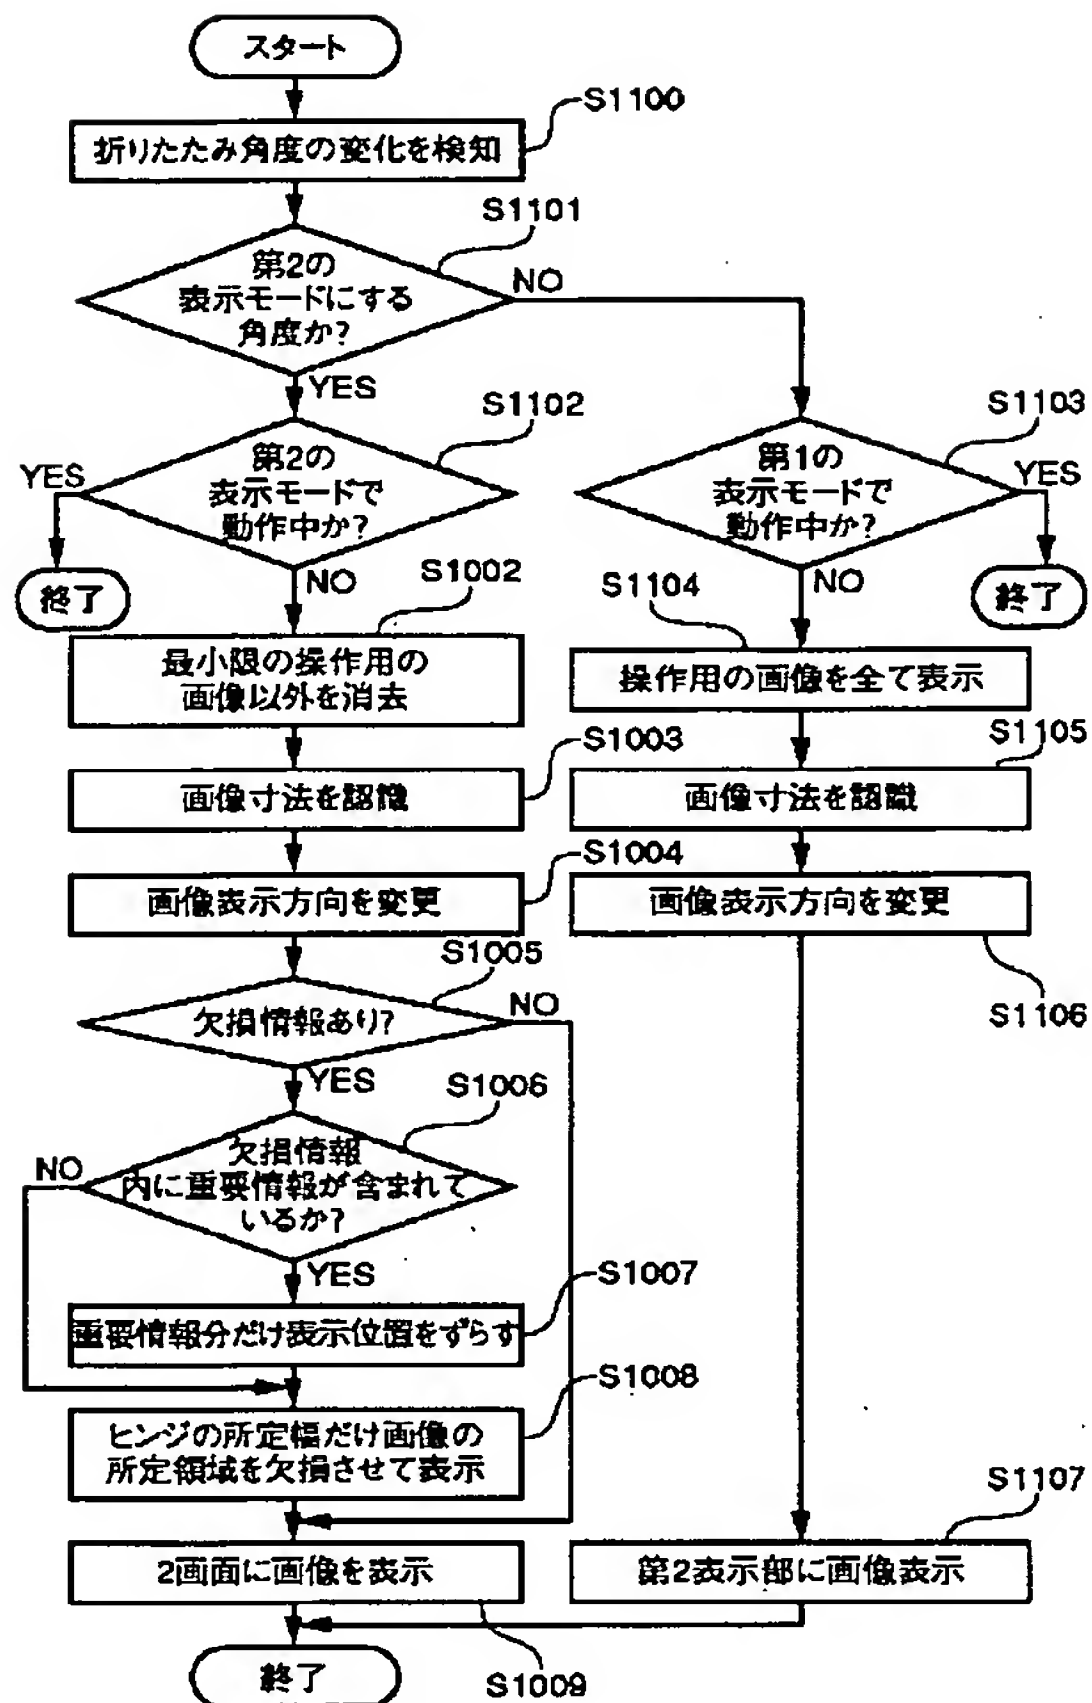 スタート
S1100
折りたたみ角度の変化を検知
S1101
第2の
表示モードにする
角度か?
NO
YES
S1102
第2の
表示モードで
動作中か?
YES
終了
NO
S1103
第1の
表示モードで
動作中か?
YES
終了
NO
S1002
最小限の操作用の
画像以外を消去
S1104
操作用の画像を全て表示
S1003
画像寸法を認識
S1105
画像寸法を認識
S1004
画像表示方向を変更
画像表示方向を変更
S1106
S1005
欠損情報あり?
NO
YES
S1006
欠損情報
内に重要情報が含まれて
いるか?
NO
YES
S1007
重要情報分だけ表示位置をずらす
S1008
ヒンジの所定幅だけ画像の
所定領域を欠損させて表示
2画面に画像を表示
S1107
第2表示部に画像表示
終了
S1009